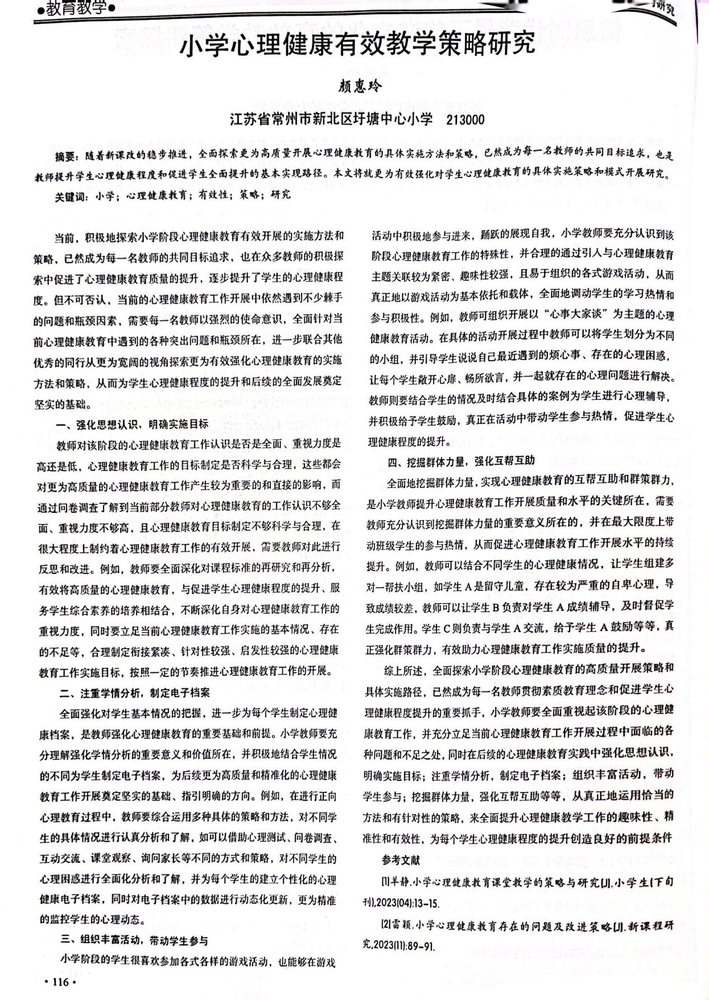 ●教育教学●
研究
小学心理健康有效教学策略研究
颜惠玲
江苏省常州市新北区圩塘中心小学 213000
摘要：随着新课改的稳步推进，全面探索更为高质量开展心理健康教育的具体实施方法和策略，已然成为每一名教师的共同目标追求，也是
教师提升学生心理健康程度和促进学生全面提升的基本实现路径。本文将就更为有效强化对学生心理健康教育的具体实施策略和模式开展研究。
关键词：小学；心理健康教育；有效性；策略；研究
当前，积极地探索小学阶段心理健康教育有效开展的实施方法和
策略，已然成为每一名教师的共同目标追求，也在众多教师的积极探
索中促进了心理健康教育质量的提升，逐步提升了学生的心理健康程
度。但不可否认，当前的心理健康教育工作开展中依然遇到不少棘手
的问题和瓶颈因素，需要每一名教师以强烈的使命意识，全面针对当
前心理健康教育中遇到的各种突出问题和瓶颈所在，进一步联合其他
优秀的同行从更为宽阔的视角探索更为有效强化心理健康教育的实施
方法和策略，从而为学生心理健康程度的提升和后续的全面发展奠定
坚实的基础。
一、强化思想认识，明确实施目标
教师对该阶段的心理健康教育工作认识是否是全面、重视力度是
高还是低，心理健康教育工作的目标制定是否科学与合理，这些都会
对更为高质量的心理健康教育工作产生较为重要的和直接的影响，而
通过问卷调查了解到当前部分教师对心理健康教育的工作认识不够全
面、重视力度不够高，且心理健康教育目标制定不够科学与合理，在
很大程度上制约着心理健康教育工作的有效开展，需要教师对此进行
反思和改进。例如，教师要全面深化对课程标准的再研究和再分析，
有效将高质量的心理健康教育，与促进学生心理健康程度的提升、服
务学生综合素养的培养相结合，不断深化自身对心理健康教育工作的
重视力度，同时要立足当前心理健康教育工作实施的基本情况、存在
的不足等，合理制定衔接紧凑、针对性较强、启发性较强的心理健康
教育工作实施目标，按照一定的节奏推进心理健康教育工作的开展。
二、注重学情分析，制定电子档案
全面强化对学生基本情况的把握，进一步为每个学生制定心理健
康档案，是教师强化心理健康教育的重要基础和前提。小学教师要充
分理解强化学情分析的重要意义和价值所在，并积极地结合学生情况
的不同为学生制定电子档案，为后续更为高质量和精准化的心理健康
教育工作开展奠定坚实的基础、指引明确的方向。例如，在进行正向
心理教育过程中，教师要综合运用多种具体的策略和方法，对不同学
生的具体情况进行认真分析和了解，如可以借助心理测试、问卷调查、
互动交流、课堂观察、询问家长等不同的方式和策略，对不同学生的
心理困惑进行全面化分析和了解，并为每个学生的建立个性化的心理
健康电子档案，同时对电子档案中的数据进行动态化更新，更为精准
的监控学生的心理动态。
三、组织丰富活动，带动学生参与
小学阶段的学生很喜欢参加各式各样的游戏活动，也能够在游戏
活动中积极地参与进来，踊跃的展现自我，小学教师要充分认识到该
阶段心理健康教育工作的特殊性，并合理的通过引人与心理健康教育
主题关联较为紧密、趣味性较强，且易于组织的各式游戏活动，从而
真正地以游戏活动为基本依托和载体，全面地调动学生的学习热情和
参与积极性。例如，教师可组织开展以“心事大家谈”为主题的心理
健康教育活动。在具体的活动开展过程中教师可以将学生划分为不同
的小组，并引导学生说说自己最近遇到的烦心事、存在的心理困惑，
让每个学生敞开心扉、畅所欲言，并一起就存在的心理问题进行解决。
教师则要结合学生的情况及时结合具体的案例为学生进行心理辅导，
并积极给予学生鼓励，真正在活动中带动学生参与热情，促进学生心
理健康程度的提升。
四、挖掘群体力量，强化互帮互助
全面地挖掘群体力量，实现心理健康教育的互帮互助和群策群力，
是小学教师提升心理健康教育工作开展质量和水平的关键所在，需要
教师充分认识到挖掘群体力量的重要意义所在的，并在最大限度上带
动班级学生的参与热情，从而促进心理健康教育工作开展水平的持续
提升。例如，教师可以结合不同学生的心理健康情况，让学生组建多
对一帮扶小组，如学生 A 是留守儿童，存在较为严重的自卑心理，导
致成绩较差，教师可以让学生 B 负责对学生 A 成绩辅导，及时督促学
生完成作用。学生 C 则负责与学生 A 交流，给予学生 A 鼓励等等，真
正强化群策群力，有效助力心理健康教育工作实施质量的提升。
综上所述，全面探索小学阶段心理健康教育的高质量开展策略和
具体实施路径，已然成为每一名教师贯彻素质教育理念和促进学生心
理健康程度提升的重要抓手，小学教师要全面重视起该阶段的心理健
康教育工作，并充分立足当前心理健康教育工作开展过程中面临的各
种问题和不足之处，同时在后续的心理健康教育实践中强化思想认识，
明确实施目标；注重学情分析，制定电子档案；组织丰富活动，带动
学生参与；挖掘群体力量，强化互帮互助等等，从真正地运用恰当的
方法和有针对性的策略，来全面提升心理健康教学工作的趣味性、精
准性和有效性，为每个学生心理健康程度的提升创造良好的前提条件
参考文献
[1]羊静.小学心理健康教育课堂教学的策略与研究[J].小学生(下旬
刊),2023(04):13-15.
[2]雷颖.小学心理健康教育存在的问题及改进策略[J].新课程研
究,2023(11):89-91.
·116·